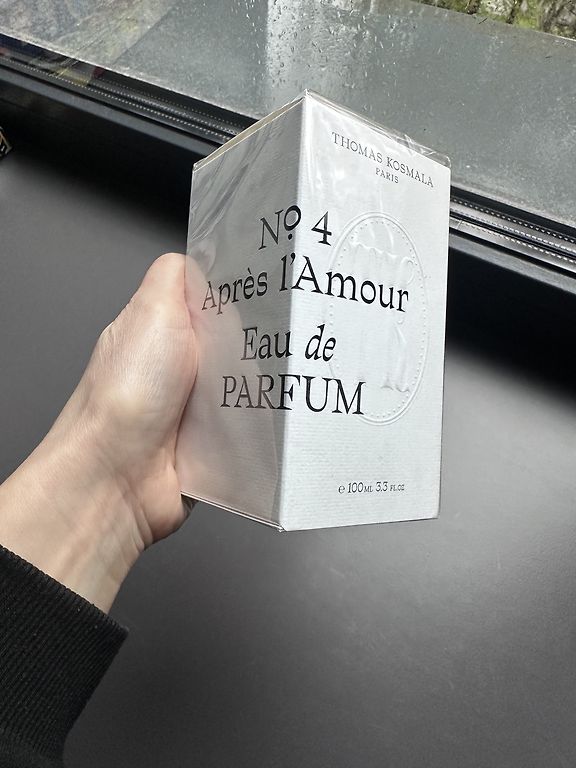 THOMAS KOSMALA
PARIS
Nº 4
Après l'Amour
Eau de
PARFUM
e 100ML 3.3 FL.OZ